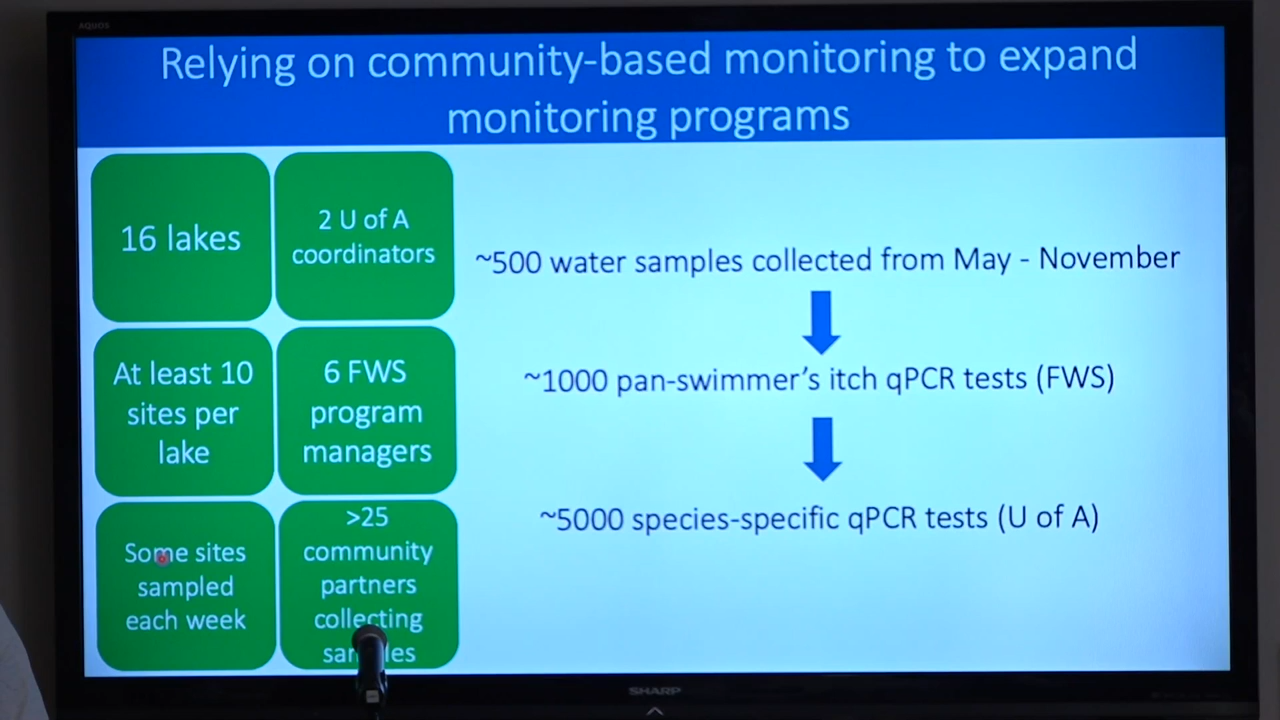 AQUOS
Relying on community-based monitoring to expand
monitoring programs
16 lakes
2 U of A
coordinators
At least 10
sites per
lake
6 FWS
program
managers
Some sites
sampled
each week
>25
community
partners
collecting
~500 water samples collected from May - November
~1000 pan-swimmer's itch qPCR tests (FWS)
~5000 species-specific qPCR tests (U of A)
SHARP